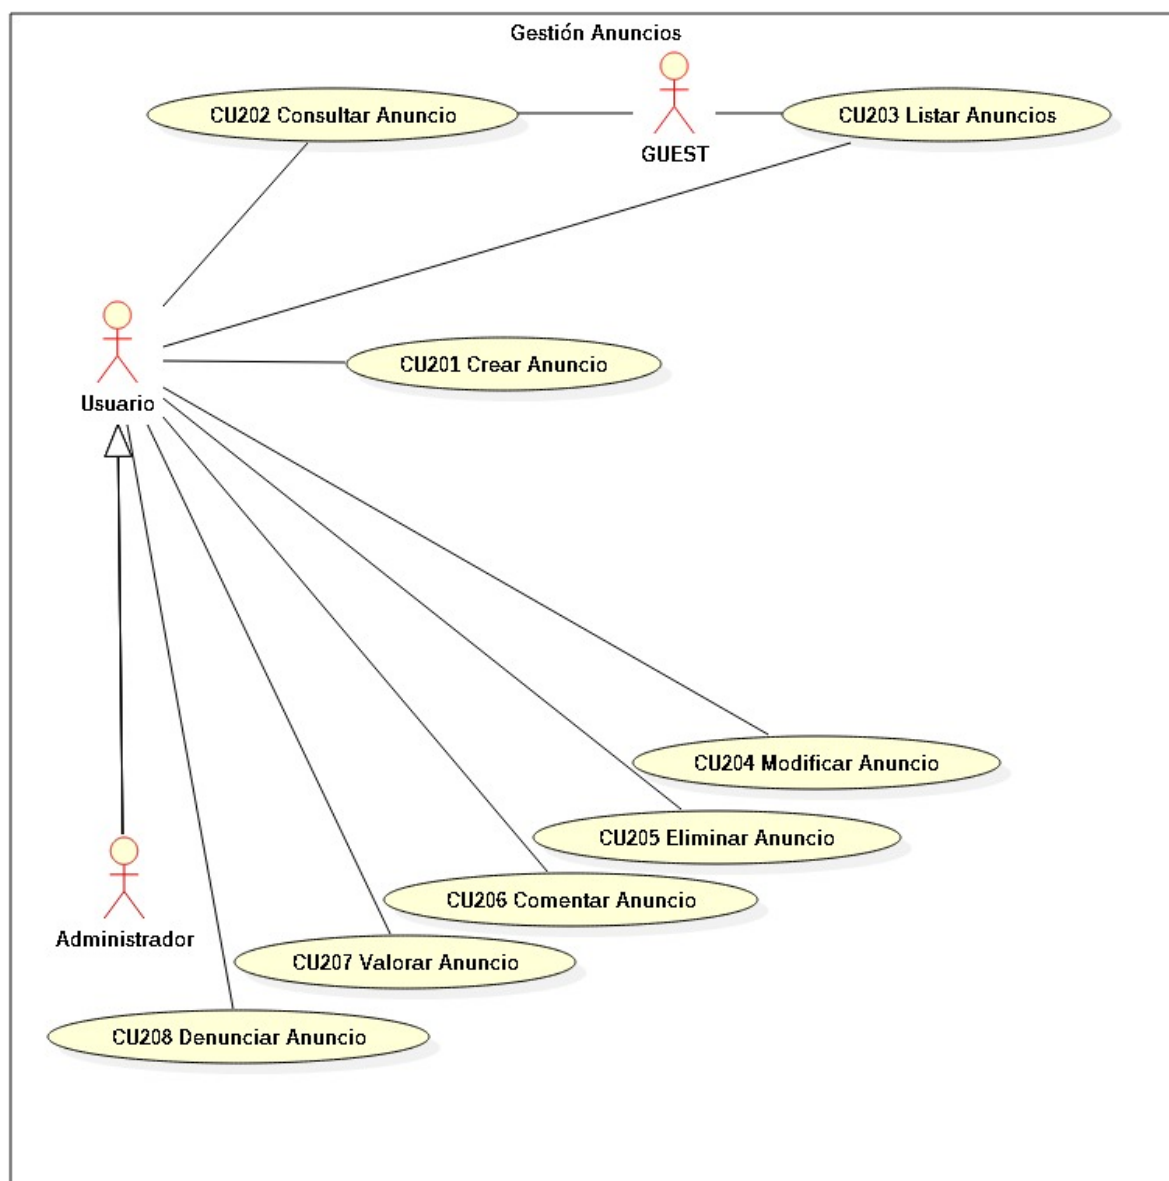 Gestión Anuncios
CU202 Consultar Anuncio
GUEST
CU203 Listar Anuncios
Usuario
CU201 Crear Anuncio
CU204 Modificar Anuncio
CU205 Eliminar Anuncio
CU206 Comentar Anuncio
Administrador
CU207 Valorar Anuncio
CU208 Denunciar Anuncio